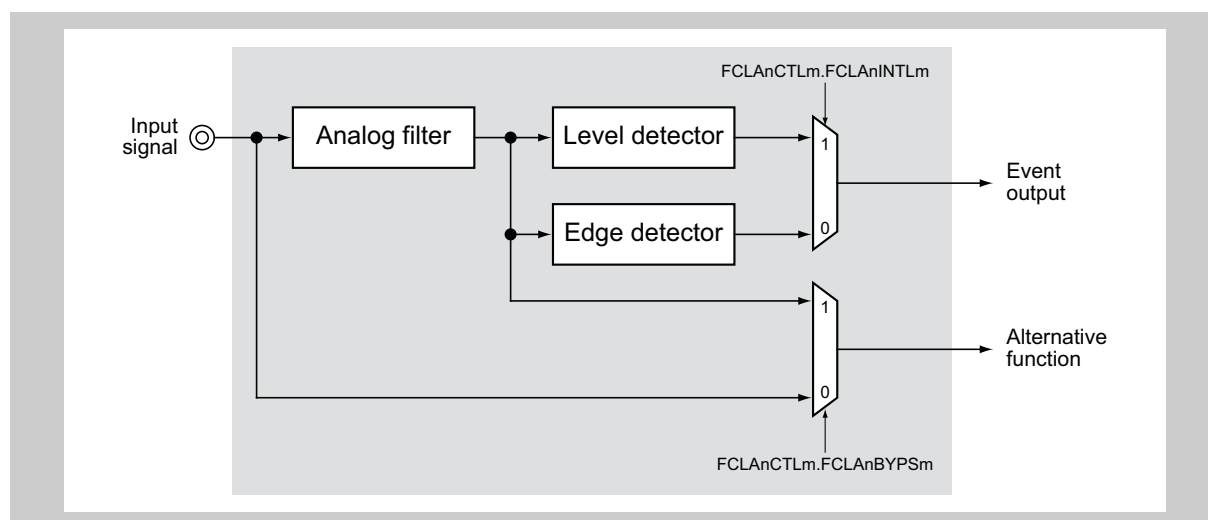 FCLAnCTLm.FCLAnINTLm
Input
signal
Analog filter
Level detector
1
Event
output
Edge detector
0
1
Alternative
function
0
FCLAnCTLm.FCLAnBYPSm